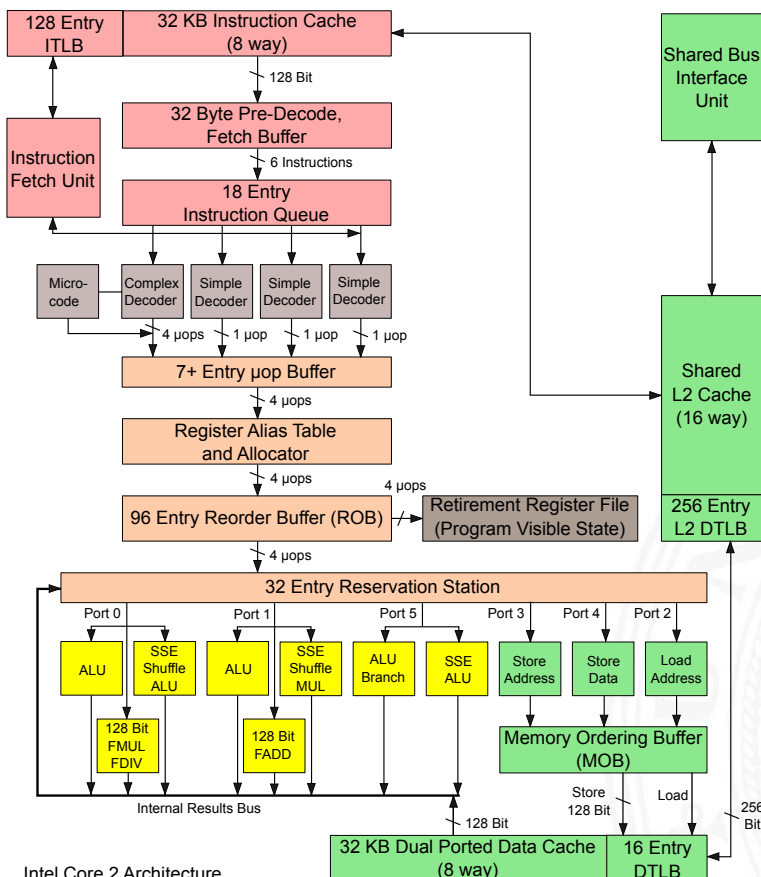 128 Entry
ITLB
32 KB Instruction Cache
(8 way)
Shared Bus
Interface
Unit
128 Bit
32 Byte Pre-Decode,
Fetch Buffer
Instruction
Fetch Unit
6 Instructions
18 Entry
Instruction Queue
Micro-
code
Complex
Decoder
Simple
Decoder
Simple
Decoder
Simple
Decoder
4 µops
1 µop
1 µop
1 µop
7+ Entry µop Buffer
Shared
L2 Cache
(16 way)
4 µops
Register Alias Table
and Allocator
4 µops
4 µops
96 Entry Reorder Buffer (ROB)
Retirement Register File
(Program Visible State)
256 Entry
L2 DTLB
4 µops
32 Entry Reservation Station
Port 0
Port 1
Port 5
Port 3
Port 4
Port 2
ALU
SSE
Shuffle
ALU
ALU
SSE
Shuffle
MUL
ALU
Branch
SSE
ALU
Store
Address
Store
Data
Load
Address
128 Bit
FMUL
FDIV
128 Bit
FADD
Memory Ordering Buffer
(MOB)
Internal Results Bus
Store
128 Bit
Load
128 Bit
256
Bit
32 KB Dual Ported Data Cache
(8 way)
16 Entry
DTLB
Intel Core 2 Architecture